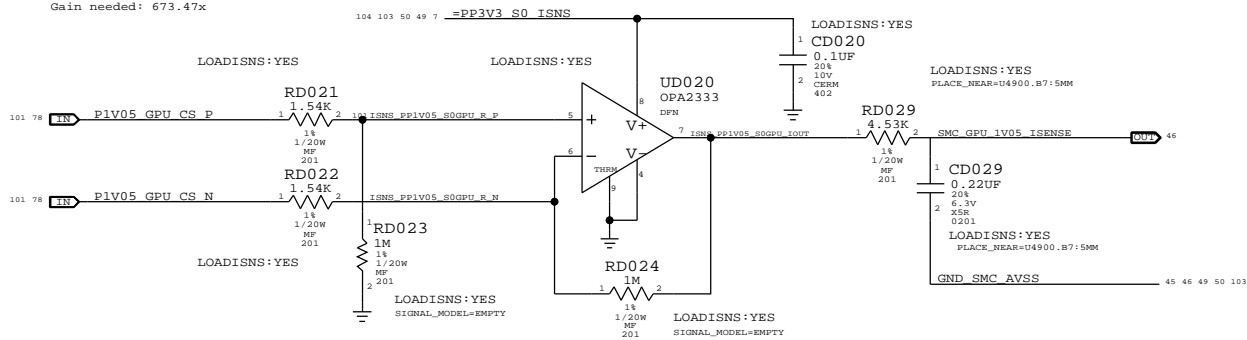 Gain needed: 673.47x
104 103 50 49 7
=PP3V3_S0_ISNS
LOADISNS:YES
1
CD020
0.1UF
20%
10V
CERM
402
2
LOADISNS:YES
LOADISNS:YES
LOADISNS:YES
PLACE_NEAR=U4900.B7:5MM
RD021
1.54K
101 78
IN
P1V05_GPU_CS_P
1
2
1%
1/20W
MF
201
ISNS_PP1V05_S0GPU_R_P
5
+
UD020
OPA2333
DFN
8
V+
V-
THRM
9
4
7
ISNS_PP1V05_S0GPU_IOUT
RD029
4.53K
1
2
1%
1/20W
MF
201
SMC_GPU_1V05_ISENSE
OUT
46
6
−
RD022
1.54K
101 78
IN
P1V05_GPU_CS_N
1
2
1%
1/20W
MF
201
ISNS_PP1V05_S0GPU_R_N
1
CD029
0.22UF
20%
6.3V
X5R
0201
2
LOADISNS:YES
PLACE_NEAR=U4900.B7:5MM
1
RD023
1M
1%
1/20W
MF
201
2
LOADISNS:YES
LOADISNS:YES
SIGNAL_MODEL=EMPTY
RD024
1M
1
2
1%
1/20W
MF
201
LOADISNS:YES
SIGNAL_MODEL=EMPTY
GND_SMC_AVSS
45 46 49 50 103